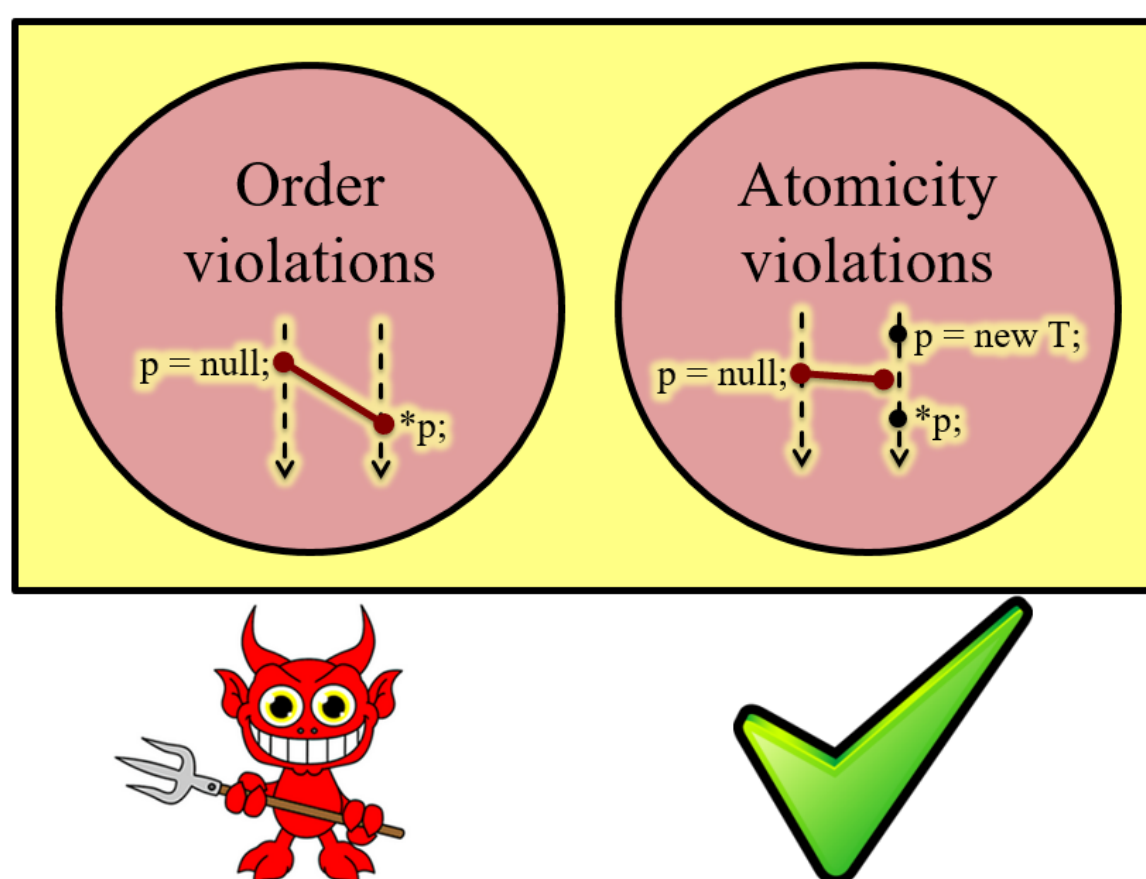 Order
violations
p = null;
*p;
Atomicity
violations
p = new T;
p = null;
*p;